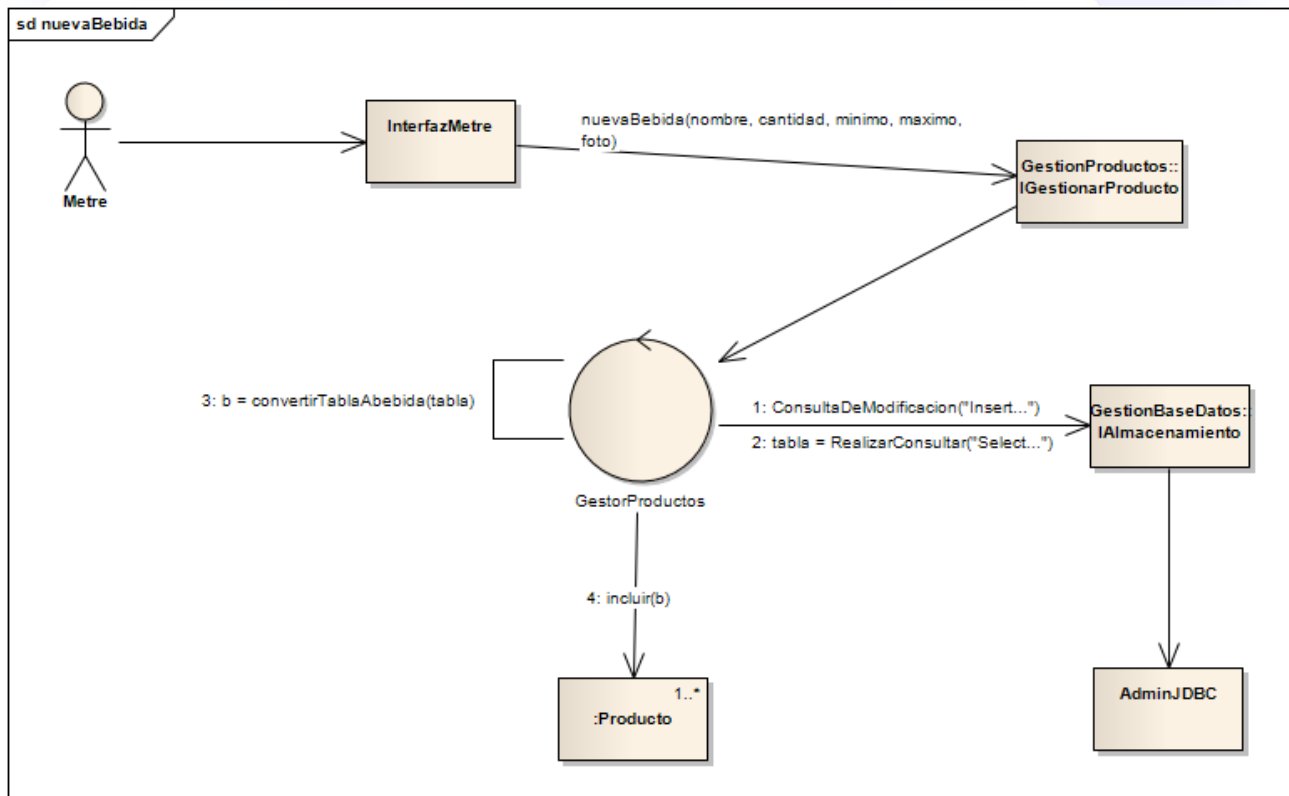 sd nuevaBebida
Metre
InterfazMetre
nuevaBebida(nombre, cantidad, minimo, maximo,
foto)
GestionProductos::
IGestionarProducto
3: b = convertirTablaAbebida(tabla)
GestorProductos
1: ConsultaDeModificacion("Insert...")
2: tabla = RealizarConsultar("Select...")
GestionBaseDatos::
IAlmacenamiento
4: incluir(b)
1..*
:Producto
AdminJDBC